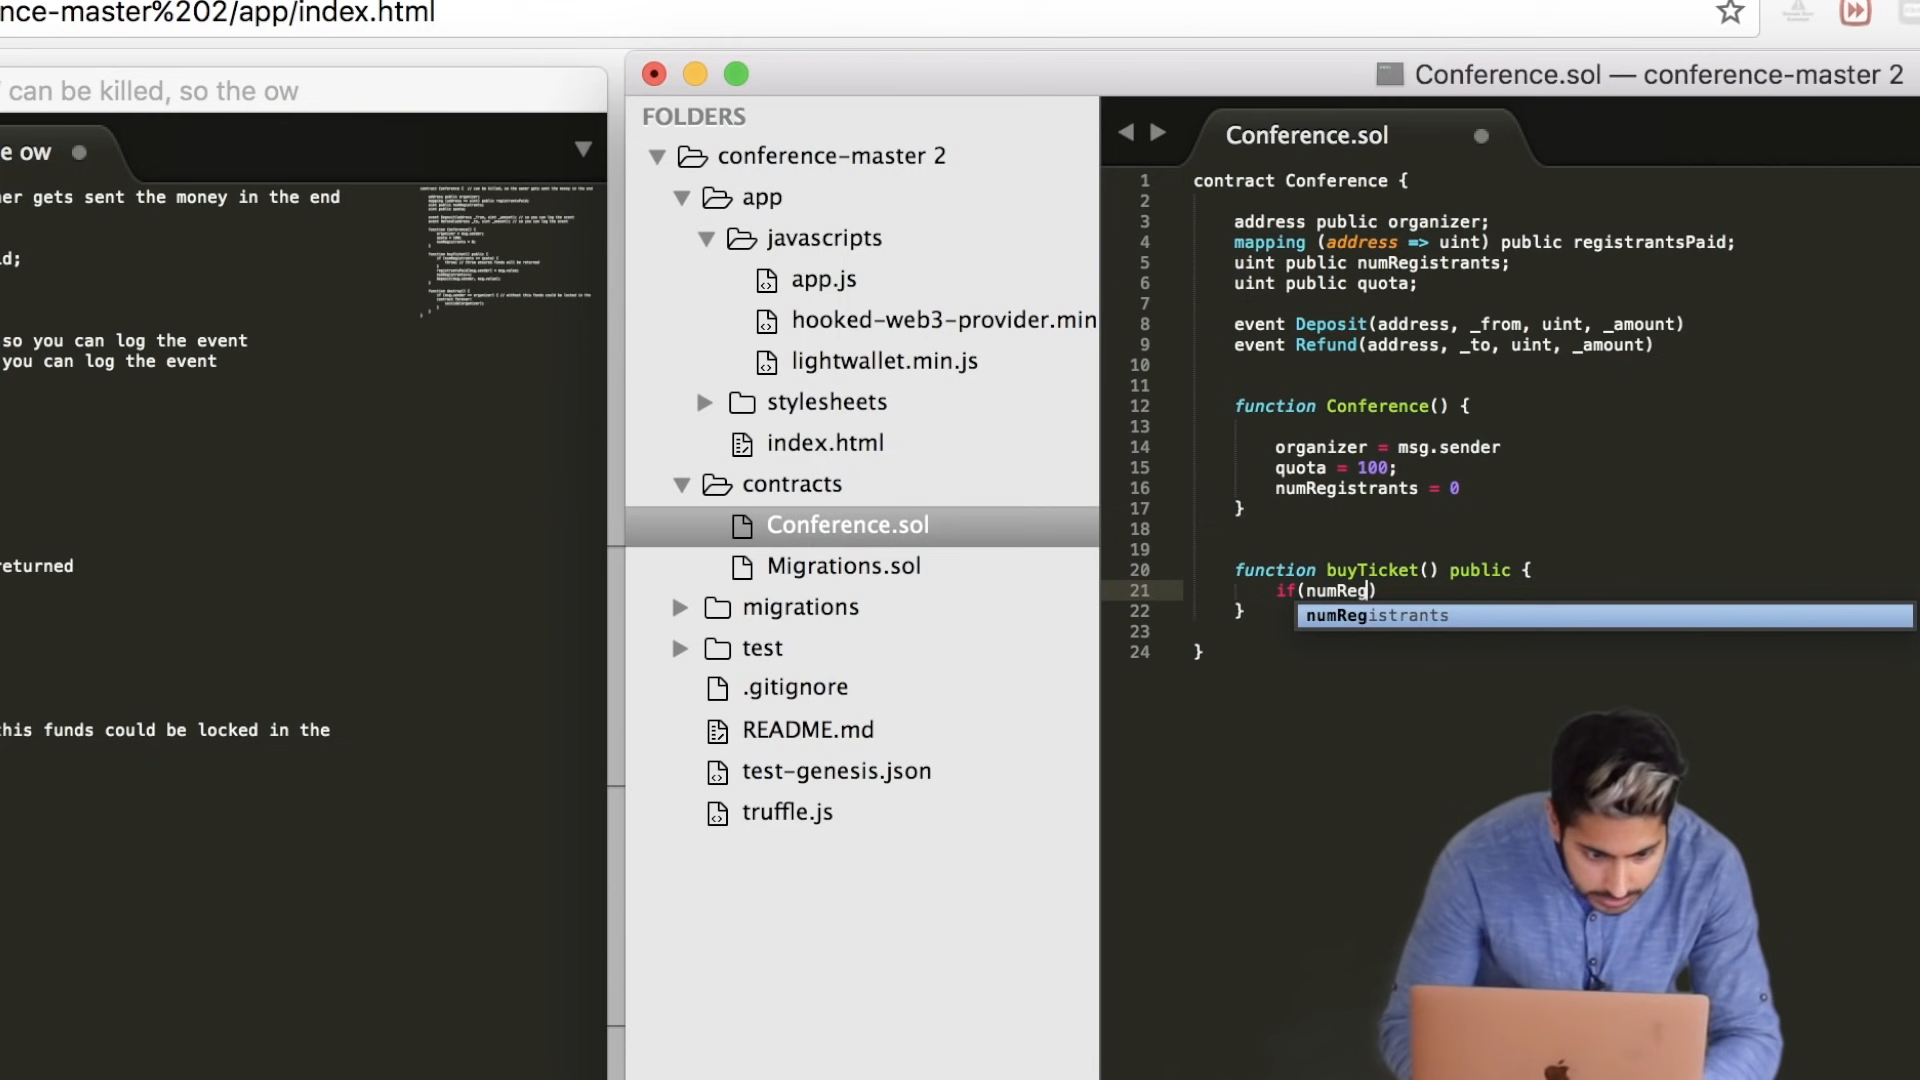 nce-master%202/app/index.html
can be killed, so the ow
Conference.sol — conference-master 2
e ow
er gets sent the money in the end
d;
so you can log the event
you can log the event
eturned
his funds could be locked in the
FOLDERS
conference-master 2
app
javascripts
app.js
hooked-web3-provider.min
lightwallet.min.js
stylesheets
index.html
contracts
Conference.sol
Migrations.sol
migrations
test
.gitignore
README.md
test-genesis.json
truffle.js
Conference.sol
1 contract Conference {
2
3 address public organizer;
4 mapping (address => uint) public registrantsPaid;
5 uint public numRegistrants;
6 uint public quota;
7
8 event Deposit(address, _from, uint, _amount)
9 event Refund(address, _to, uint, _amount)
10
11
12 function Conference() {
13
14 organizer = msg.sender
15 quota = 100;
16 numRegistrants = 0
17 }
18
19
20 function buyTicket() public {
21 if(numReg)
numRegistrants
22 }
23
24 }